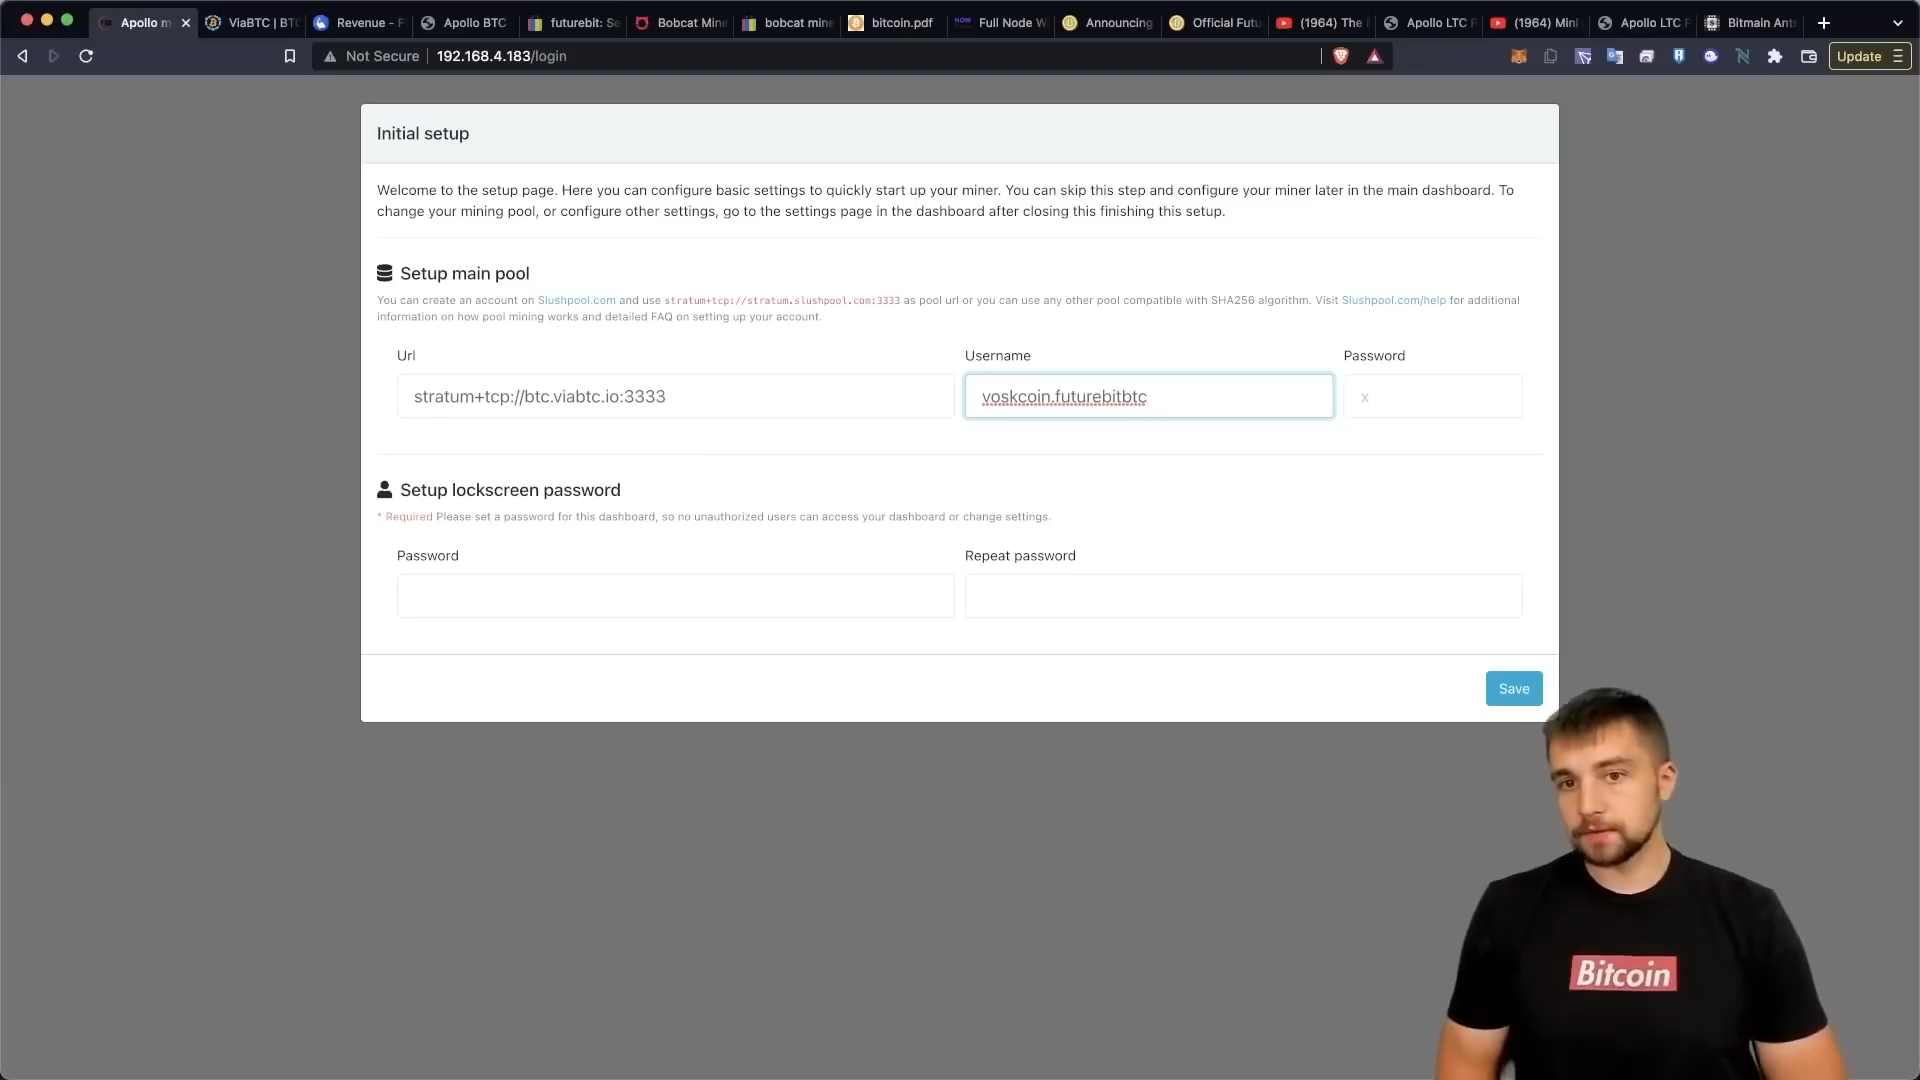 Apollo m
ViaBTC | BTC
Revenue - F
Apollo BTC
futurebit: Se
Bobcat Mine
bobcat mine
bitcoin.pdf
NOW
Full Node W
Announcing
Official Futu
(1964) The
Apollo LTC P
(1964) Mini
Apollo LTC P
Bitmain Ant
Not Secure
192.168.4.183/login
Update
Initial setup
Welcome to the setup page. Here you can configure basic settings to quickly start up your miner. You can skip this step and configure your miner later in the main dashboard. To
change your mining pool, or configure other settings, go to the settings page in the dashboard after closing this finishing this setup.
Setup main pool
You can create an account on Slushpool.com and use stratum+tcp://stratum.slushpool.com:3333 as pool url or you can use any other pool compatible with SHA256 algorithm. Visit Slushpool.com/help for additional
information on how pool mining works and detailed FAQ on setting up your account.
Url
Username
Password
stratum+tcp://btc.viabtc.io:3333
voskcoin.futurebitbtc
x
Setup lockscreen password
* Required Please set a password for this dashboard, so no unauthorized users can access your dashboard or change settings.
Password
Repeat password
Save
Bitcoin